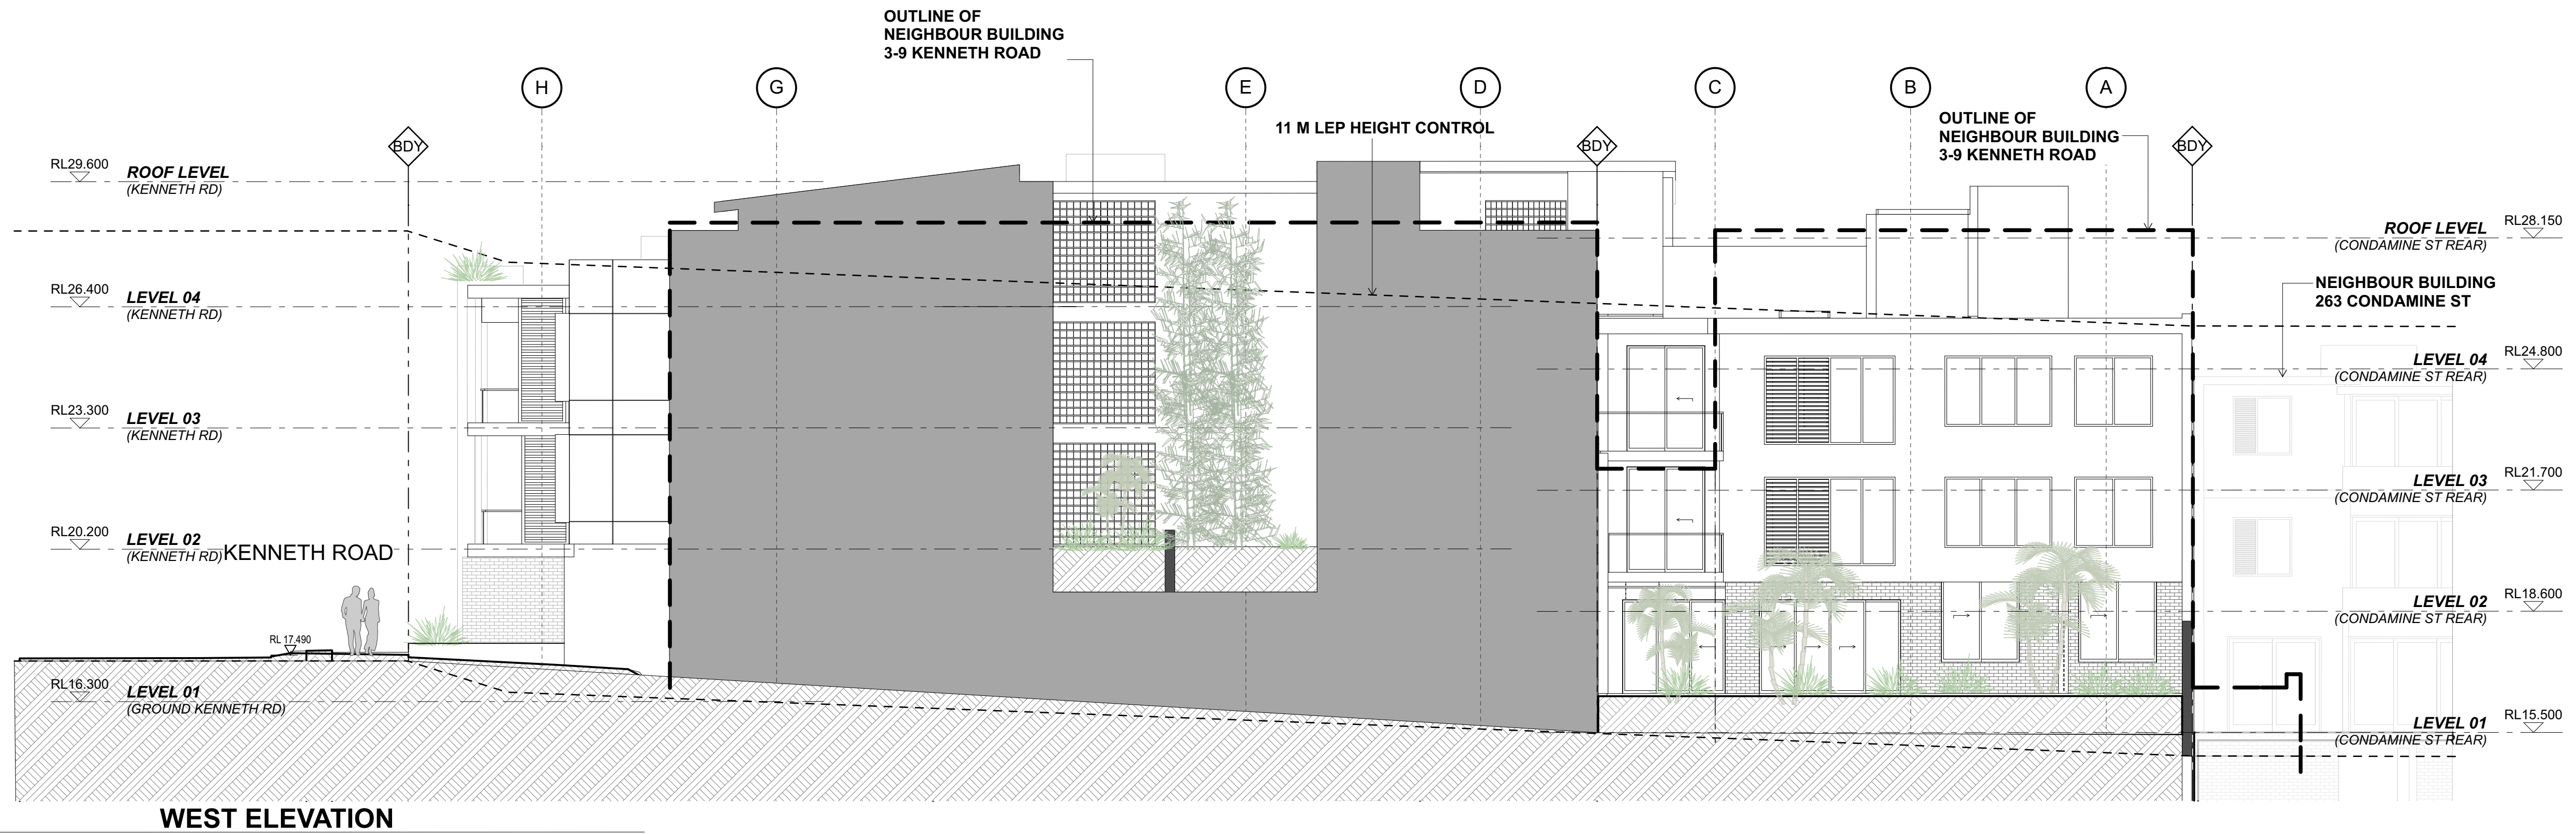 OUTLINE OF
NEIGHBOUR BUILDING
3-9 KENNETH ROAD
H
G
E
D
C
B
A
11 M LEP HEIGHT CONTROL
OUTLINE OF
NEIGHBOUR BUILDING
3-9 KENNETH ROAD
BDY
BDY
BDY
RL29.600
ROOF LEVEL
(KENNETH RD)
RL26.400
LEVEL 04
(KENNETH RD)
RL23.300
LEVEL 03
(KENNETH RD)
RL20.200
LEVEL 02
(KENNETH RD)
KENNETH ROAD
RL 17.490
RL16.300
LEVEL 01
(GROUND KENNETH RD)
ROOF LEVEL
RL28.150
(CONDAMINE ST REAR)
NEIGHBOUR BUILDING
263 CONDAMINE ST
LEVEL 04
RL24.800
(CONDAMINE ST REAR)
LEVEL 03
RL21.700
(CONDAMINE ST REAR)
LEVEL 02
RL18.600
(CONDAMINE ST REAR)
LEVEL 01
RL15.500
(CONDAMINE ST REAR)
WEST ELEVATION